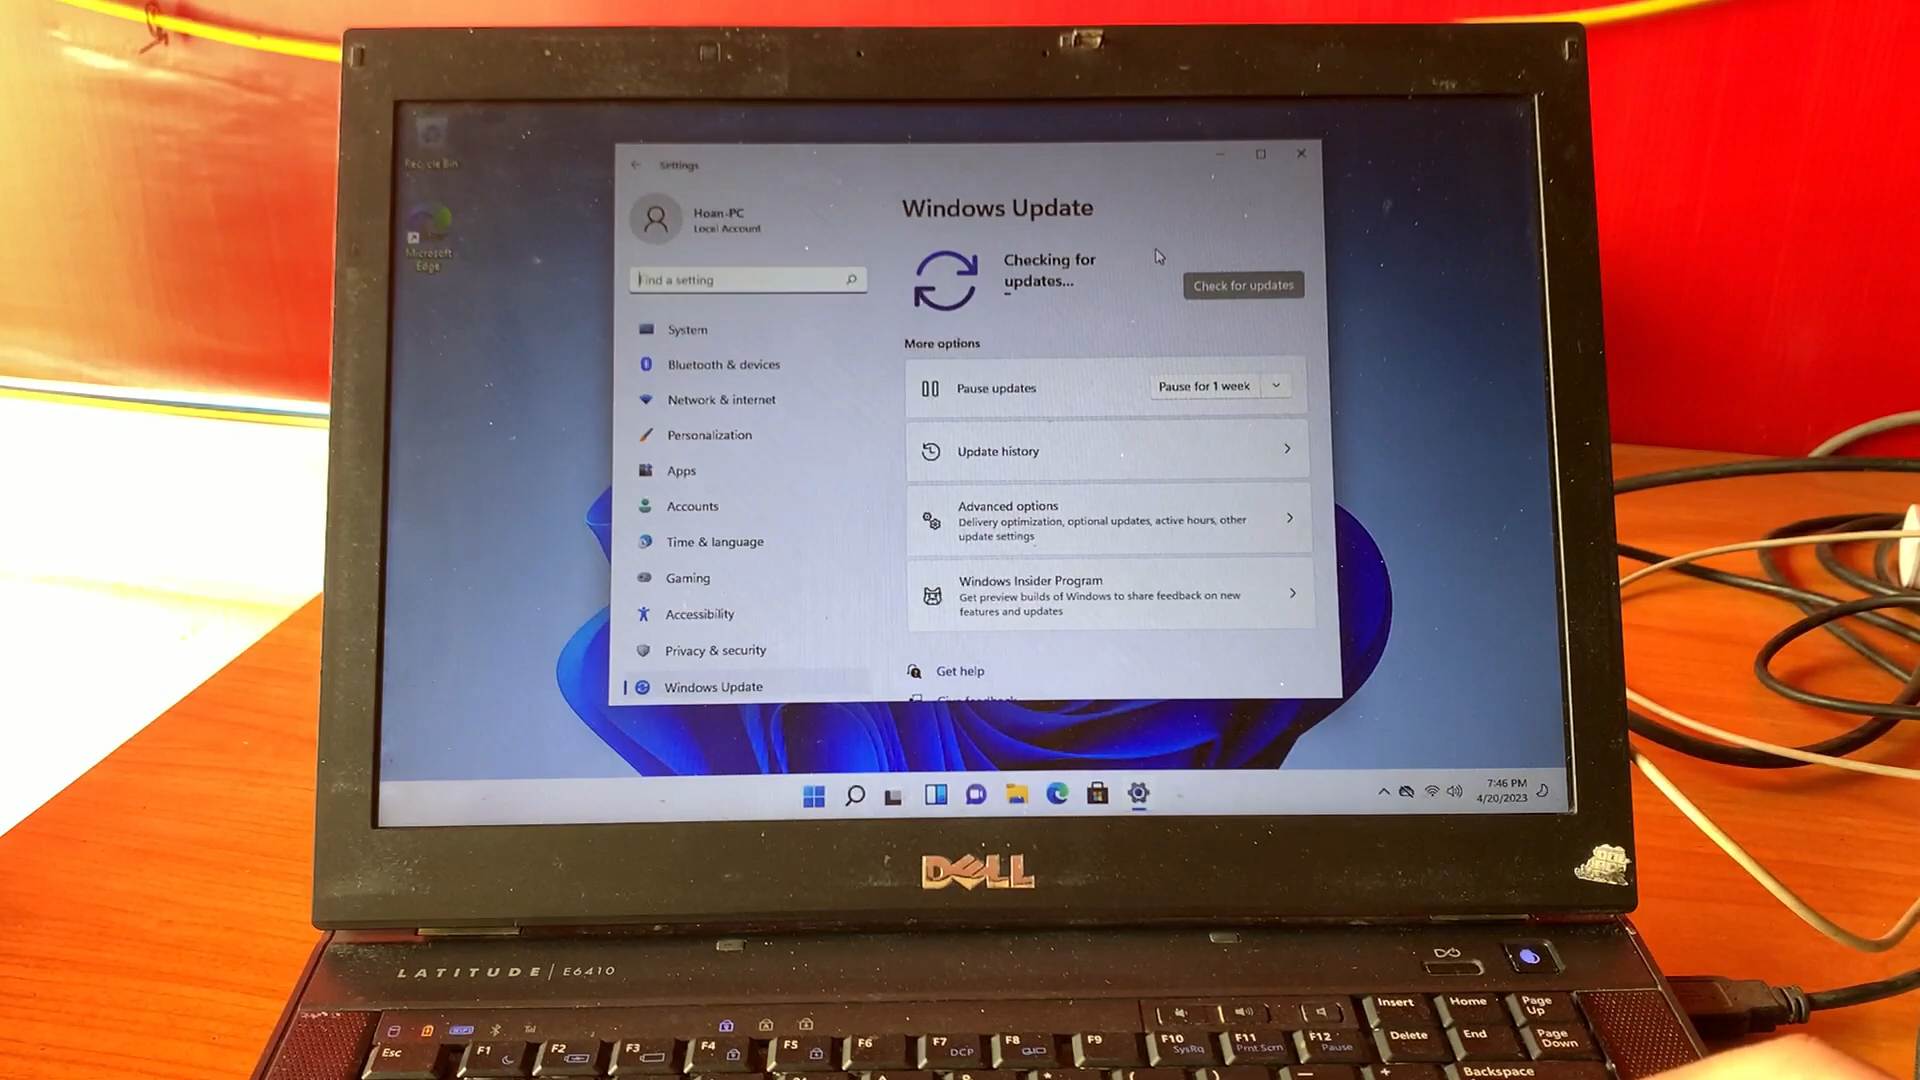 Recycle Bin
Microsoft
Edge
Settings
Hoan-PC
Local Account
Find a setting
System
Bluetooth & devices
Network & internet
Personalization
Apps
Accounts
Time & language
Gaming
Accessibility
Privacy & security
Windows Update
Windows Update
Checking for
updates...
Check for updates
More options
Pause updates
Pause for 1 week
Update history
Advanced options
Delivery optimization, optional updates, active hours, other
update settings
Windows Insider Program
Get preview builds of Windows to share feedback on new
features and updates
Get help
Give feedback
7:46 PM
4/20/2023
DELL
LATITUDE | E6410
Insert
Home
Page
Up
Delete
End
Page
Down
Esc
F1
F2
F3
F4
F5
F6
F7
DCP
F8
F9
F10
SysRq
F11
Prnt Scrn
F12
Pause
Backspace